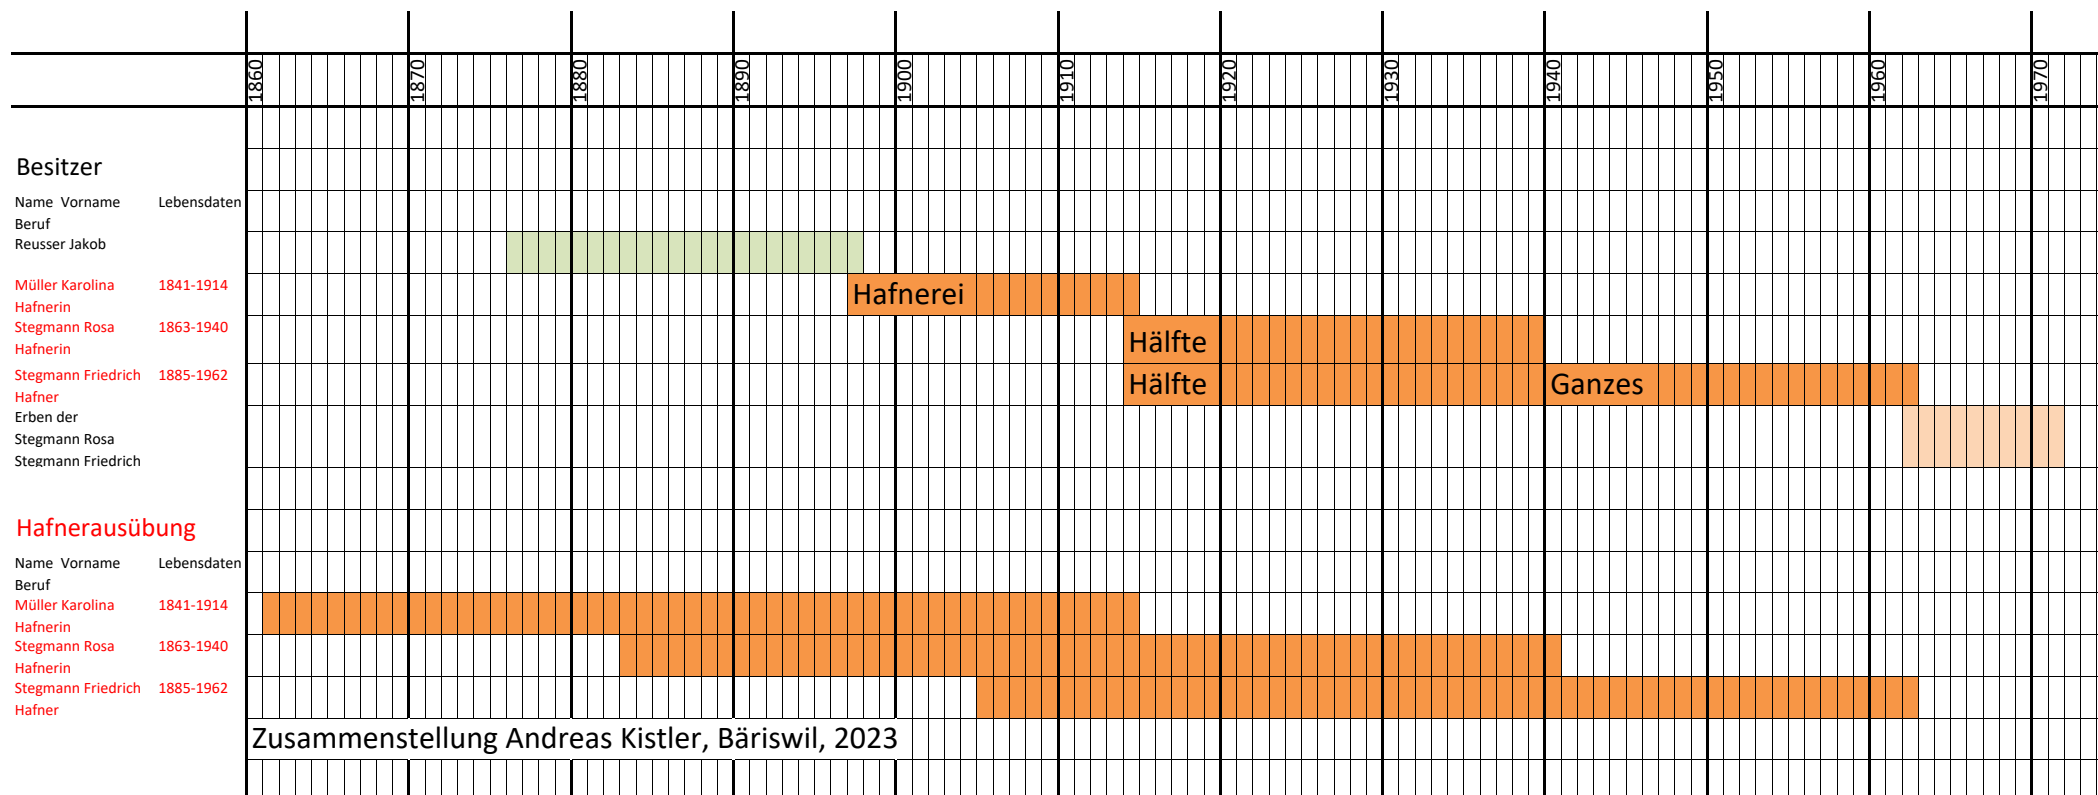 1860 1870 1880 1890 1900 1910 1920 1930 1940 1950 1960 1970
Besitzer
Name Vorname Lebensdaten
Beruf
Reusser Jakob
Müller Karolina 1841-1914
Hafnerin
Hafnerei
Stegmann Rosa 1863-1940
Hafnerin
Hälfte
Stegmann Friedrich 1885-1962
Hafner
Hälfte Ganzes
Erben der
Stegmann Rosa
Stegmann Friedrich
Hafnerausübung
Name Vorname Lebensdaten
Beruf
Müller Karolina 1841-1914
Hafnerin
Stegmann Rosa 1863-1940
Hafnerin
Stegmann Friedrich 1885-1962
Hafner
Zusammenstellung Andreas Kistler, Bäriswil, 2023